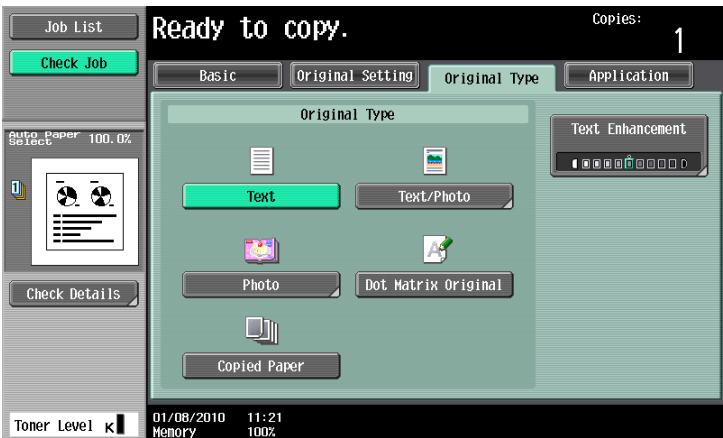 Job List
Check Job
Ready to copy.
Copies:
1
Basic
Original Setting
Original Type
Application
Auto Paper
Select
100.0%
1
Check Details
Original Type
Text
Text/Photo
Photo
Dot Matrix Original
Copied Paper
Text Enhancement
Toner Level K
01/08/2010 11:21
Memory 100%